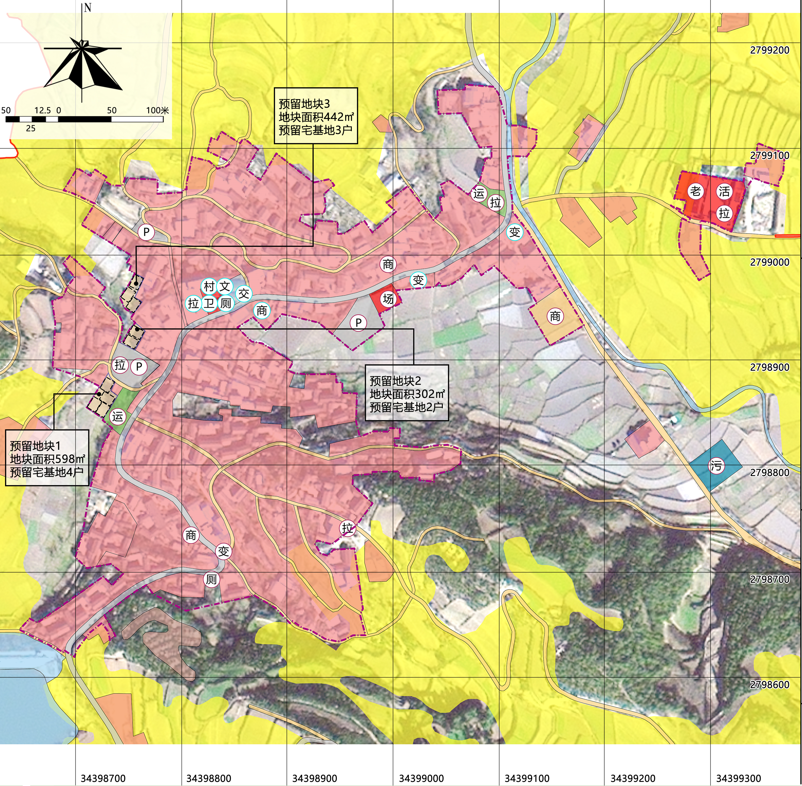 N
50 12.5 0 50 100米
25
2799200
预留地块3
地块面积442㎡
预留宅基地3户
2799100
老 活
拉
运
拉
P
变
2799000
商
变
村 文
交
拉 卫 厕
商
场
P
商
2798900
拉 P
预留地块2
地块面积302㎡
预留宅基地2户
运
预留地块1
地块面积598㎡
预留宅基地4户
污
2798800
拉
商
变
厕
2798700
2798600
34398700 34398800 34398900 34399000 34399100 34399200 34399300